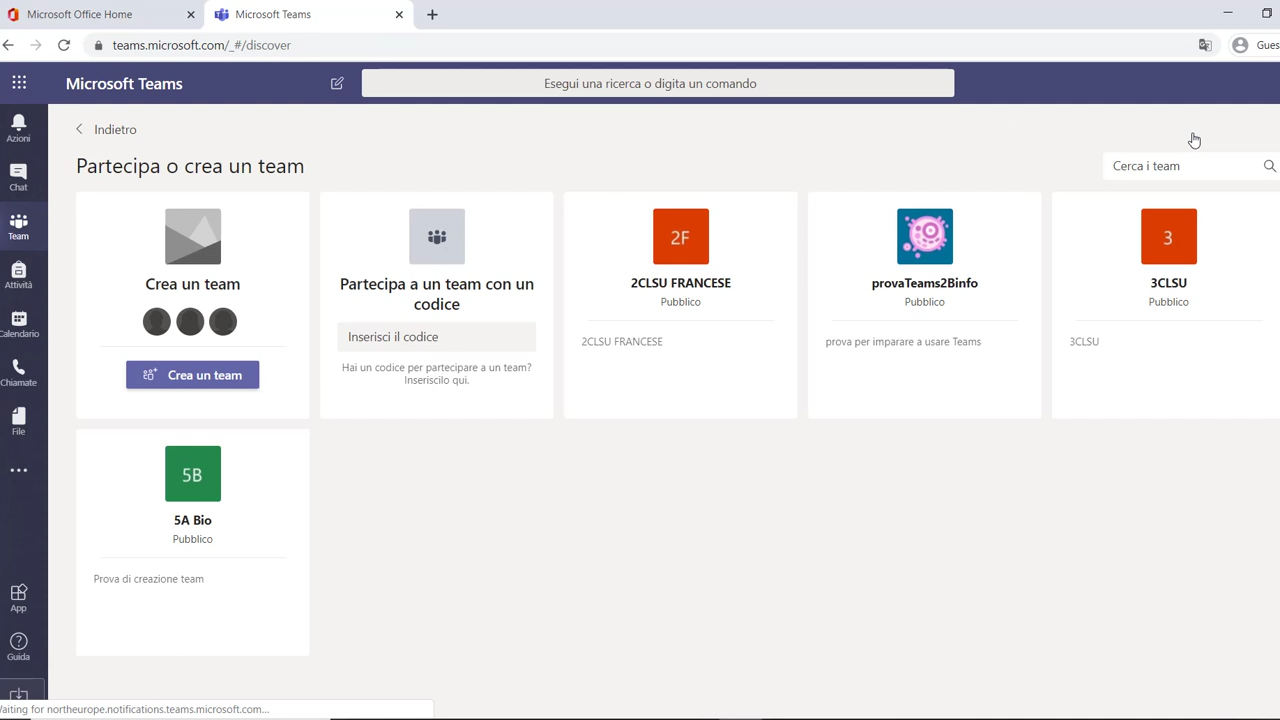 Microsoft Office Home
Microsoft Teams
teams.microsoft.com/_#/discover
Gues
Microsoft Teams
Esegui una ricerca o digita un comando
Azioni
Chat
Team
Attività
Calendario
Chiamate
File
App
Guida
Indietro
Partecipa o crea un team
Cerca i team
Crea un team
Crea un team
Partecipa a un team con un
codice
Inserisci il codice
Hai un codice per partecipare a un team?
Inseriscilo qui.
2F
2CLSU FRANCESE
Pubblico
2CLSU FRANCESE
provaTeams2Binfo
Pubblico
prova per imparare a usare Teams
3
3CLSU
Pubblico
3CLSU
5B
5A Bio
Pubblico
Prova di creazione team
Waiting for northeurope.notifications.teams.microsoft.com...